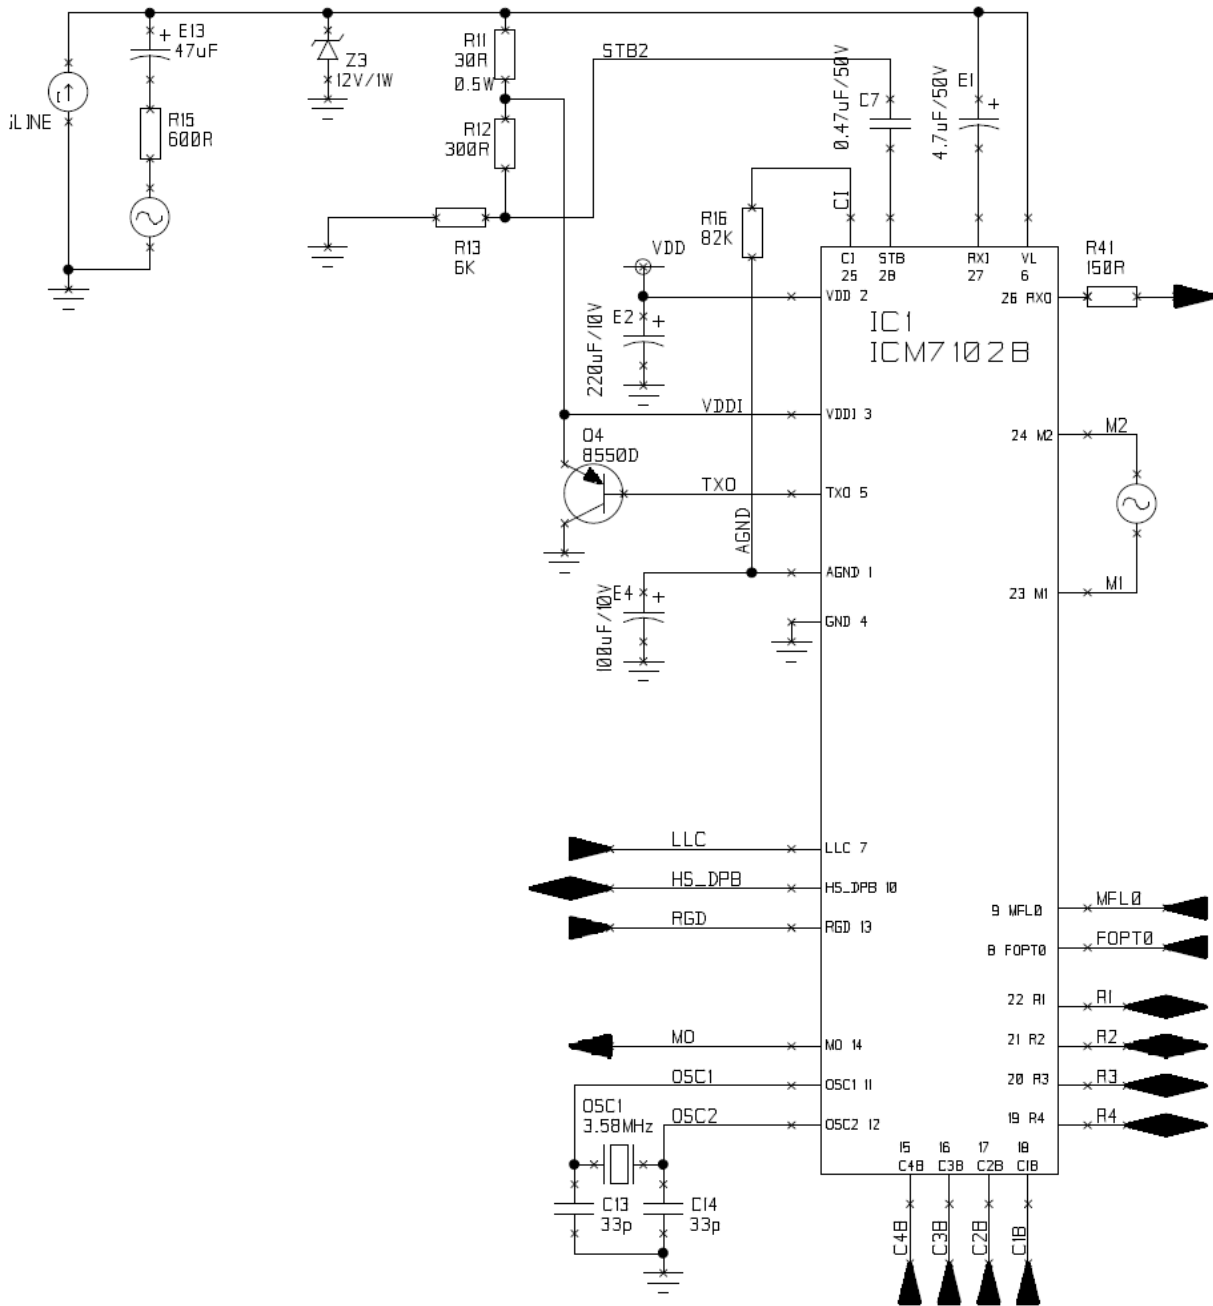 E13
47uF
Z3
12V/1W
R11
30R
0.5W
STB2
iLINE
R15
600R
R12
300R
C7
0.47uF/50V
E1
4.7uF/50V
R13
6K
R16
82K
CI
VDD
CI
25
STB
28
RXI
27
VL
6
R41
150R
VDD 2
26 RXO
E2
220uF/10V
IC1
ICM7102B
VDDI
VDDI 3
24 M2
M2
Q4
8550D
TXO
TXO 5
AGND
AGND 1
23 M1
M1
E4
100uF/10V
GND 4
LLC
LLC 7
HS_DPB
HS_DPB 10
9 MFL0
MFL0
RGD
RGD 13
8 FOPT0
FOPT0
22 R1
R1
MO
MO 14
21 R2
R2
OSC1
OSC1 11
20 R3
R3
OSC1
3.58MHz
OSC2
OSC2 12
19 R4
R4
15
C4B
16
C3B
17
C2B
18
C1B
C13
33p
C14
33p
C4B
C3B
C2B
C1B